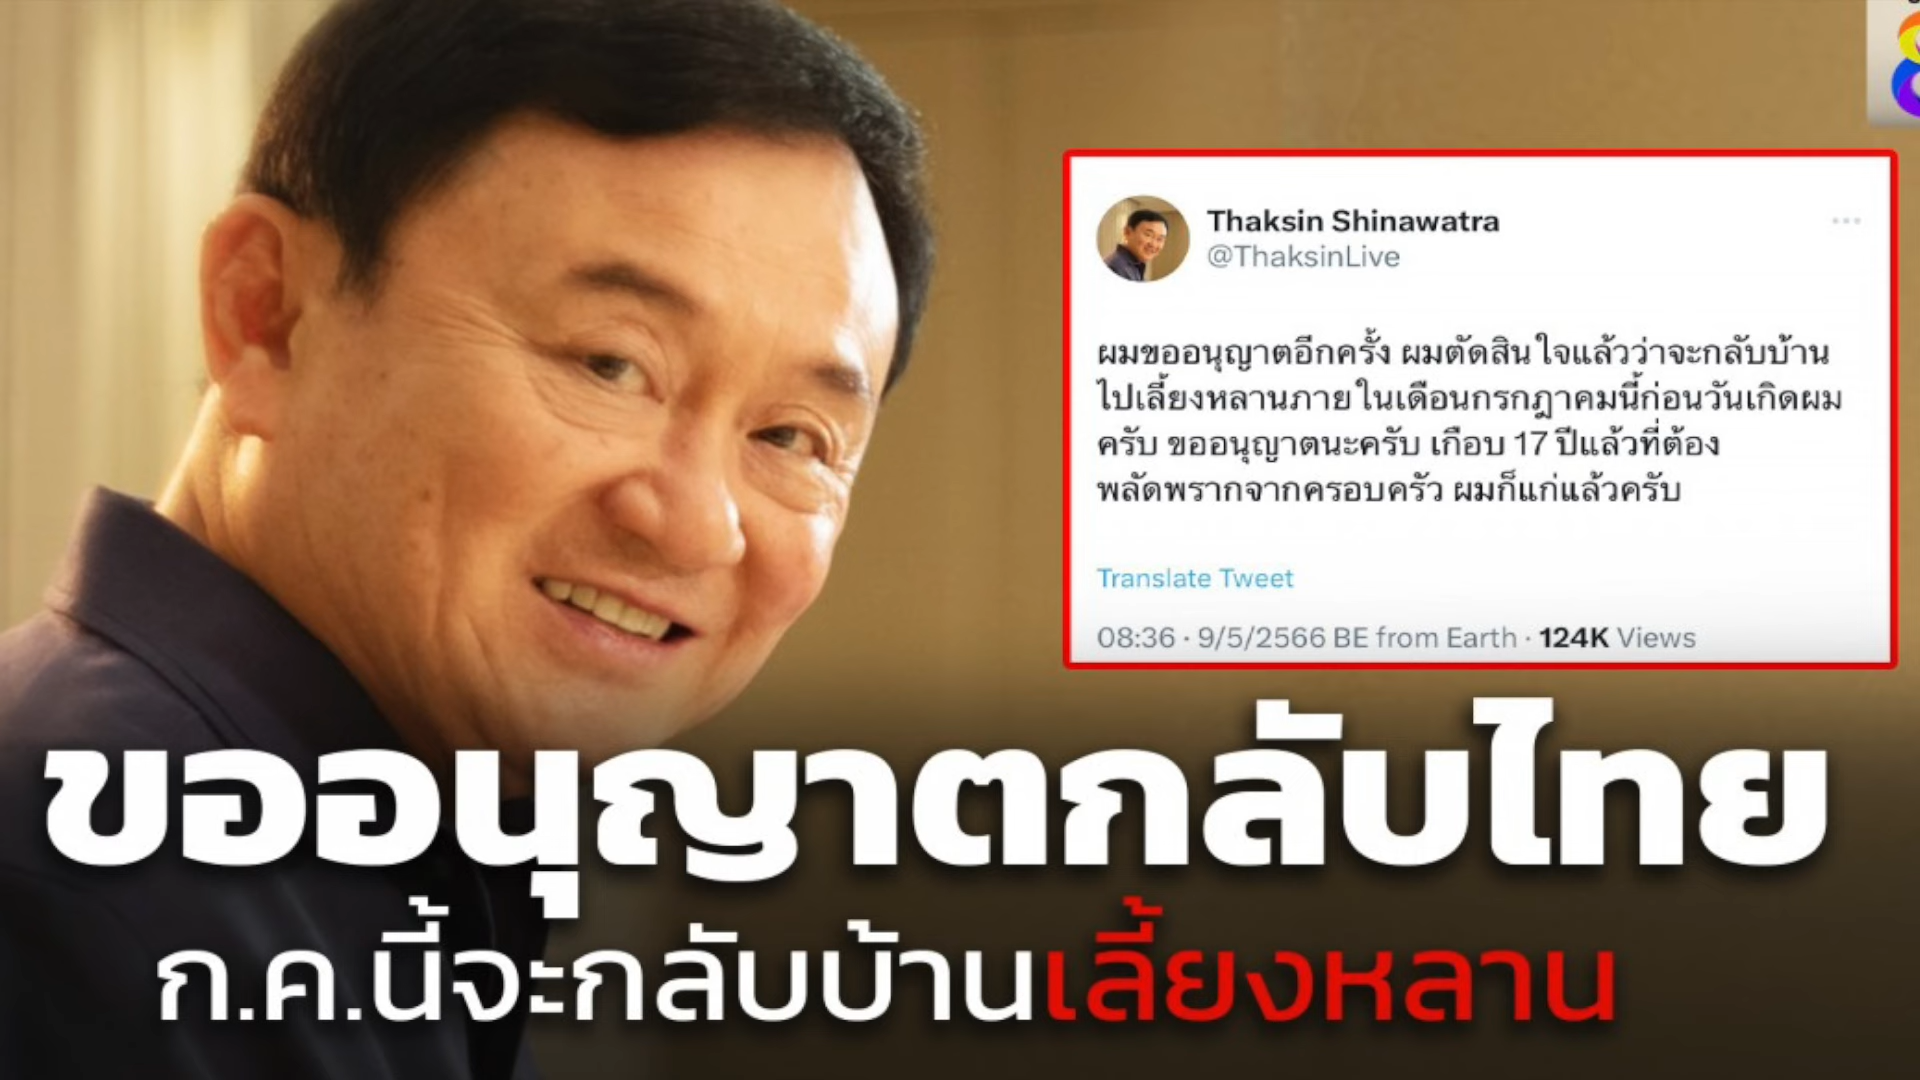 Thaksin Shinawatra
@ThaksinLive
ผมขออนุญาตอีกครั้ง ผมตัดสินใจแล้วว่าจะกลับบ้าน
ไปเลี้ยงหลานภายในเดือนกรกฎาคมนี้ก่อนวันเกิดผม
ครับ ขออนุญาตนะครับ เกือบ 17 ปีแล้วที่ต้อง
พลัดพรากจากครอบครัว ผมก็แก่แล้วครับ
Translate Tweet
08:36 · 9/5/2566 BE from Earth · 124K Views
ขออนุญาตกลับไทย
ก.ค.นี้จะกลับบ้านเลี้ยงหลาน